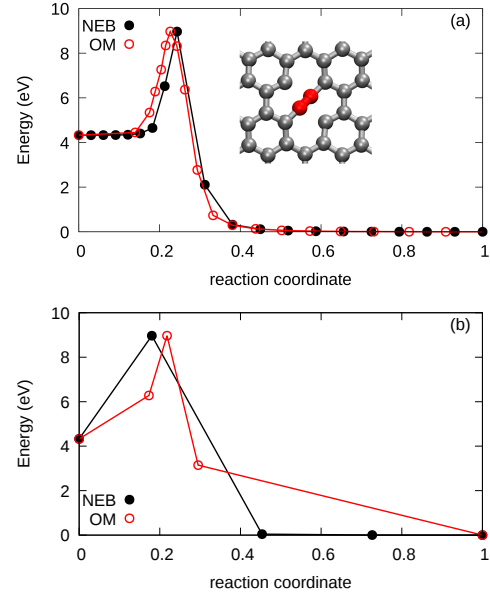 (a)
NEB
OM
10
8
6
4
2
0
Energy (eV)
0 0.2 0.4 0.6 0.8 1
reaction coordinate
(b)
10
8
6
4
2
0
Energy (eV)
NEB
OM
0 0.2 0.4 0.6 0.8 1
reaction coordinate